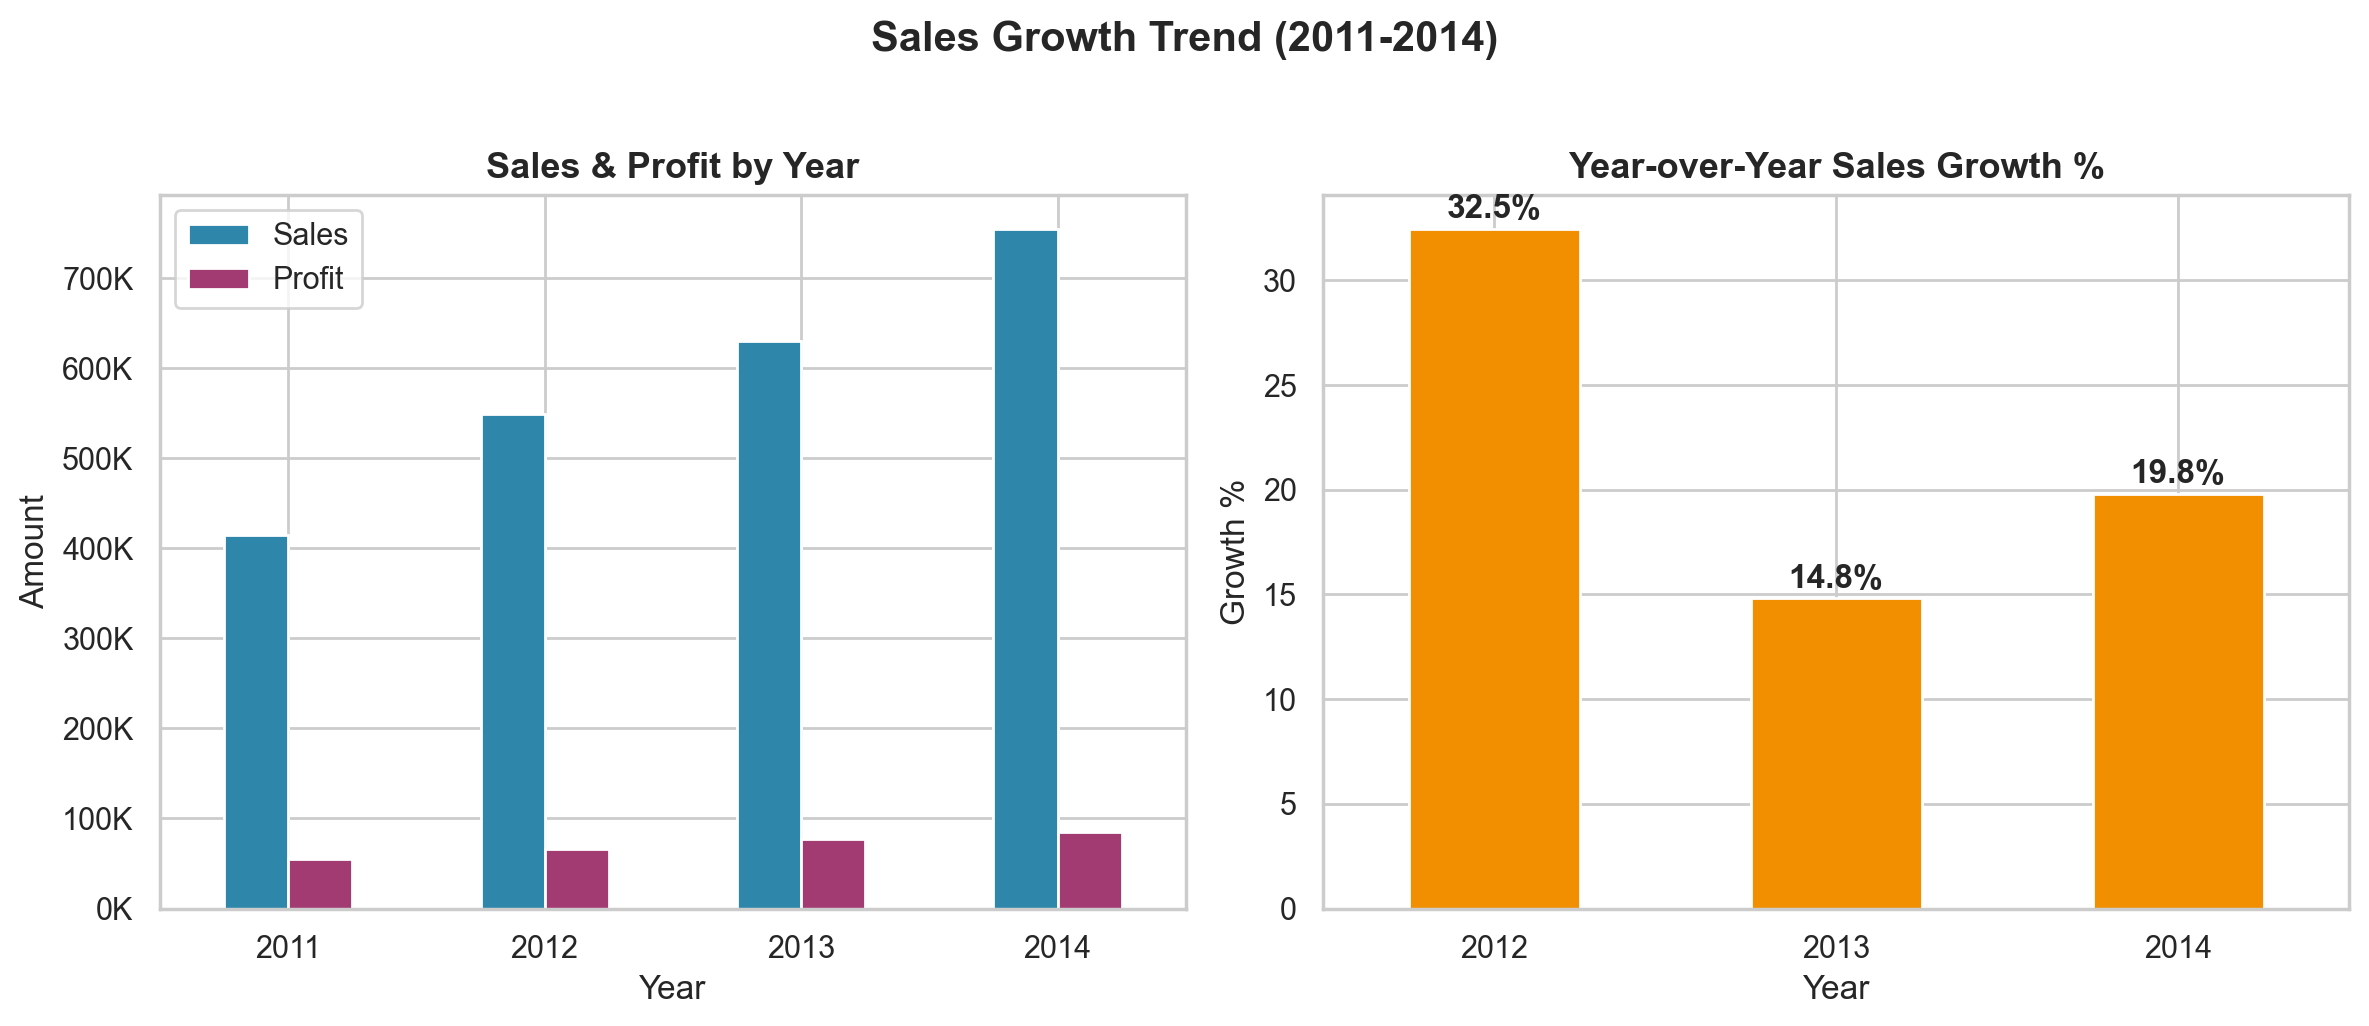 Sales Growth Trend (2011-2014)
Sales & Profit by Year
Sales
Profit
700K
600K
500K
400K
300K
200K
100K
0K
Amount
2011 2012 2013 2014
Year
Year-over-Year Sales Growth %
32.5%
14.8%
19.8%
30
25
20
15
10
5
0
Growth %
2012 2013 2014
Year